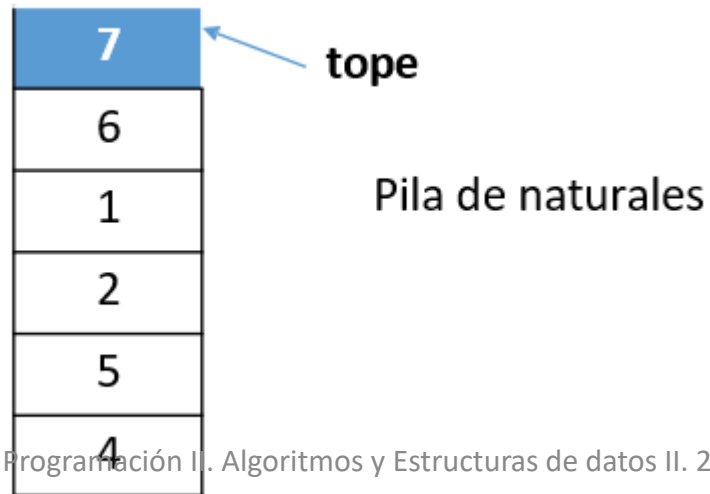 7
tope
6
Pila de naturales
1
2
5
4
Programación II. Algoritmos y Estructuras de datos II. 2